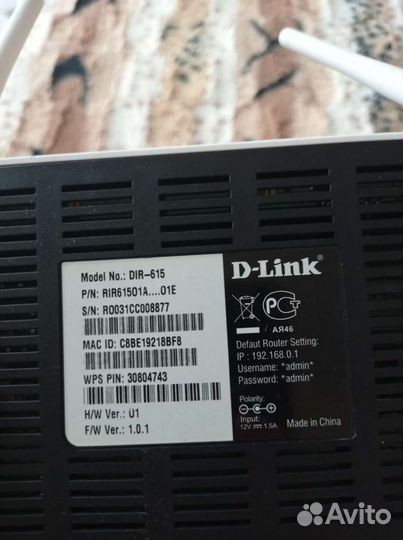 Model No.: DIR-615
P/N: RIR61501A....01E
S/N: R0031CC008877
MAC ID: C8BE19218BF8
WPS PIN: 30804743
H/W Ver.: 01
F/W Ver.: 1.0.1
D-Link
АЯ46
Defaut Router Setting:
IP : 192.168.0.1
Username: "admin"
Password: "admin"
Polarity:
Input:
12V 1.5A
Made in China
Avito